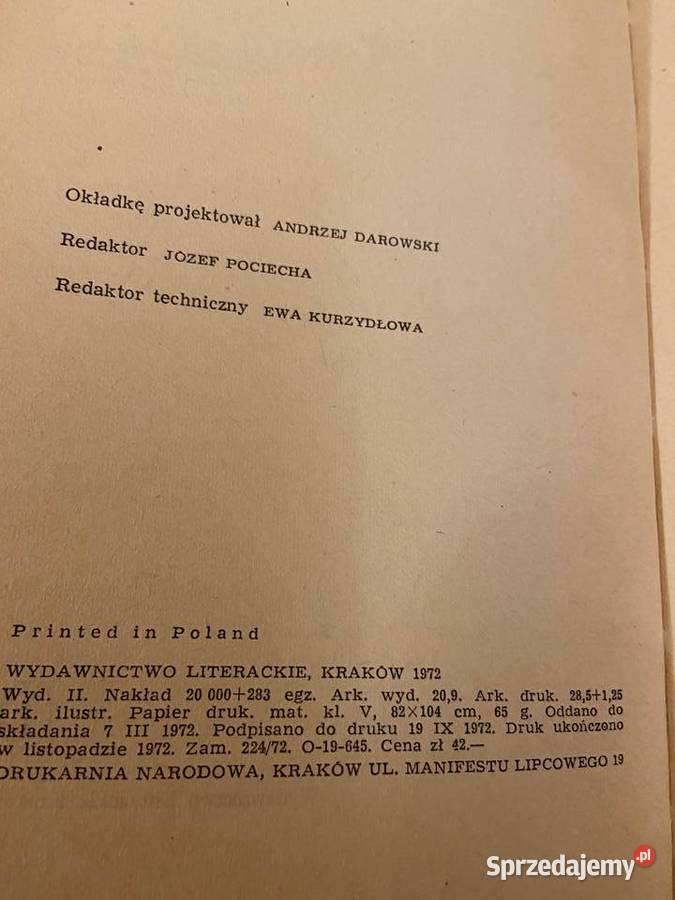 Okładkę projektował ANDRZEJ DAROWSKI
Redaktor JÓZEF POCIECHA
Redaktor techniczny EWA KURZYDŁOWA
Printed in Poland
WYDAWNICTWO LITERACKIE, KRAKÓW 1972
Wyd. II. Nakład 20 000+283 egz. Ark. wyd. 20,9. Ark. druk. 28,5+1,25
ark. ilustr. Papier druk. mat. kl. V, 82×104 cm, 65 g. Oddano do
składania 7 III 1972. Podpisano do druku 19 IX 1972. Druk ukończono
w listopadzie 1972. Zam. 224/72. O-19-645. Cena zł 42.—
DRUKARNIA NARODOWA, KRAKÓW UL. MANIFESTU LIPCOWEGO 19
Sprzedajemy.pl